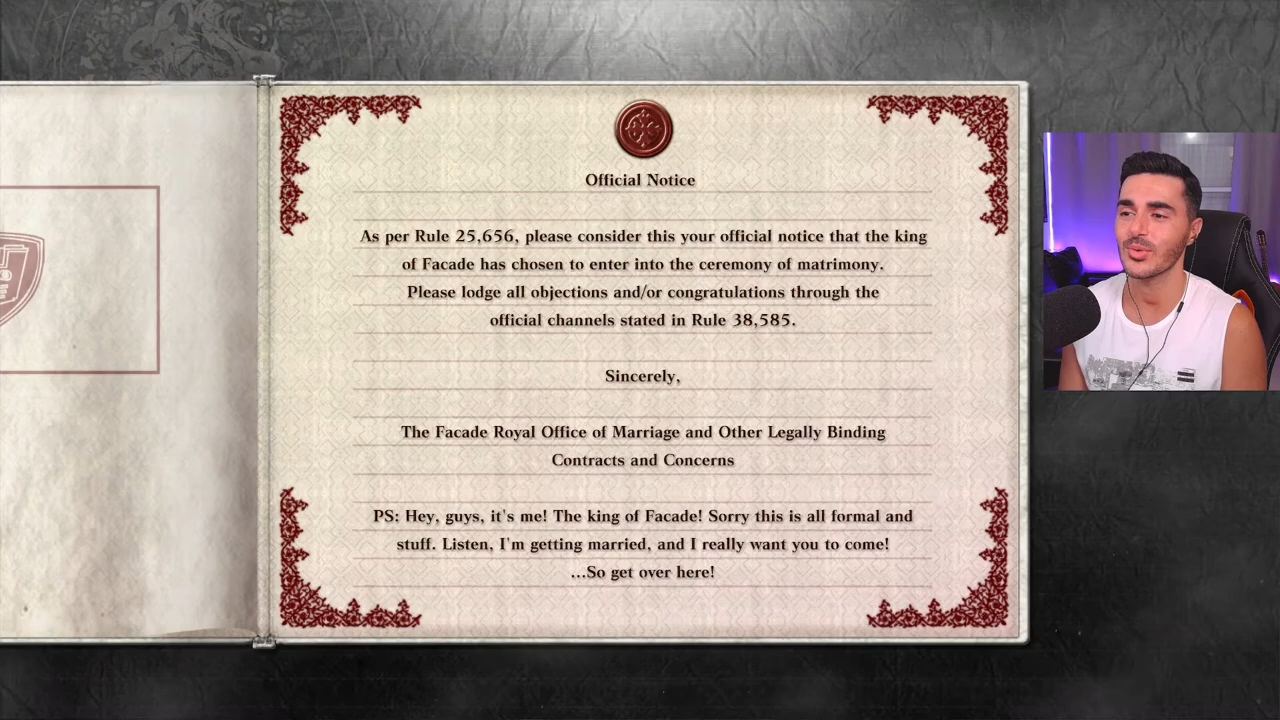 Official Notice
As per Rule 25,656, please consider this your official notice that the king
of Facade has chosen to enter into the ceremony of matrimony.
Please lodge all objections and/or congratulations through the
official channels stated in Rule 38,585.
Sincerely,
The Facade Royal Office of Marriage and Other Legally Binding
Contracts and Concerns
PS: Hey, guys, it's me! The king of Facade! Sorry this is all formal and
stuff. Listen, I'm getting married, and I really want you to come!
...So get over here!